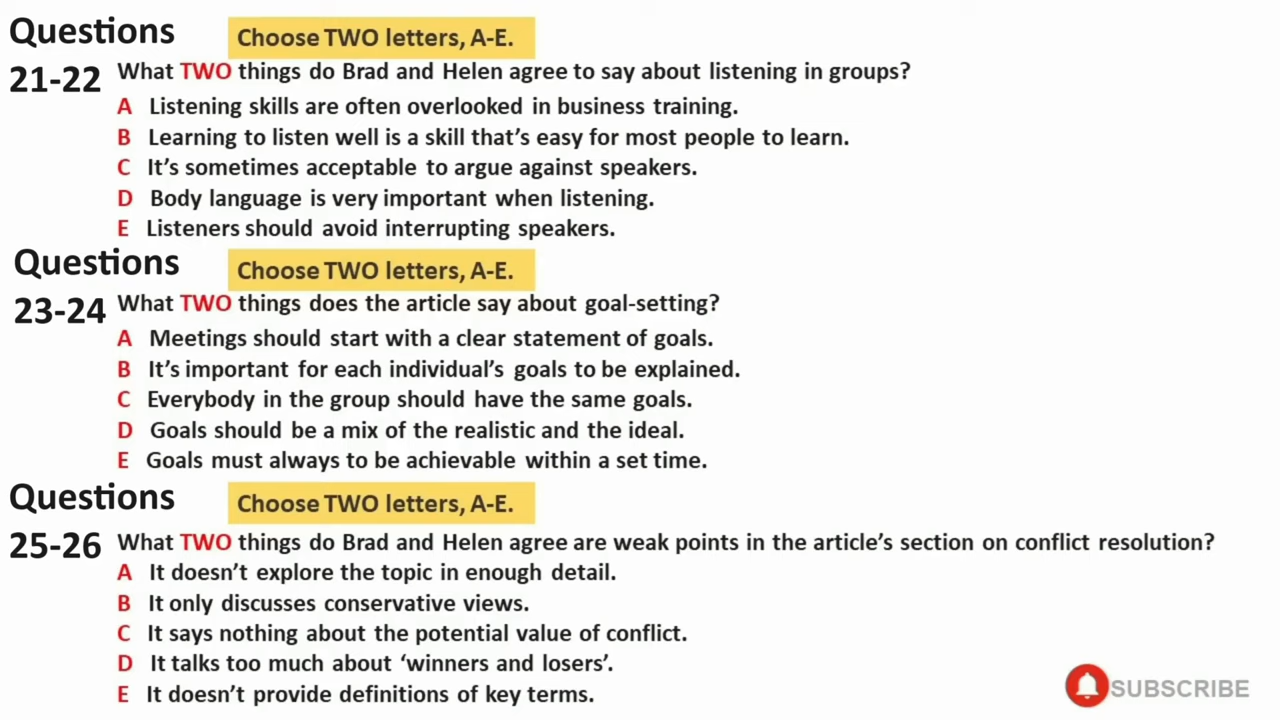 Questions
21-22
Choose TWO letters, A-E.
What TWO things do Brad and Helen agree to say about listening in groups?
A Listening skills are often overlooked in business training.
B Learning to listen well is a skill that's easy for most people to learn.
C It's sometimes acceptable to argue against speakers.
D Body language is very important when listening.
E Listeners should avoid interrupting speakers.
Questions
23-24
Choose TWO letters, A-E.
What TWO things does the article say about goal-setting?
A Meetings should start with a clear statement of goals.
B It's important for each individual's goals to be explained.
C Everybody in the group should have the same goals.
D Goals should be a mix of the realistic and the ideal.
E Goals must always to be achievable within a set time.
Questions
25-26
Choose TWO letters, A-E.
What TWO things do Brad and Helen agree are weak points in the article's section on conflict resolution?
A It doesn't explore the topic in enough detail.
B It only discusses conservative views.
C It says nothing about the potential value of conflict.
D It talks too much about 'winners and losers'.
E It doesn't provide definitions of key terms.
SUBSCRIBE